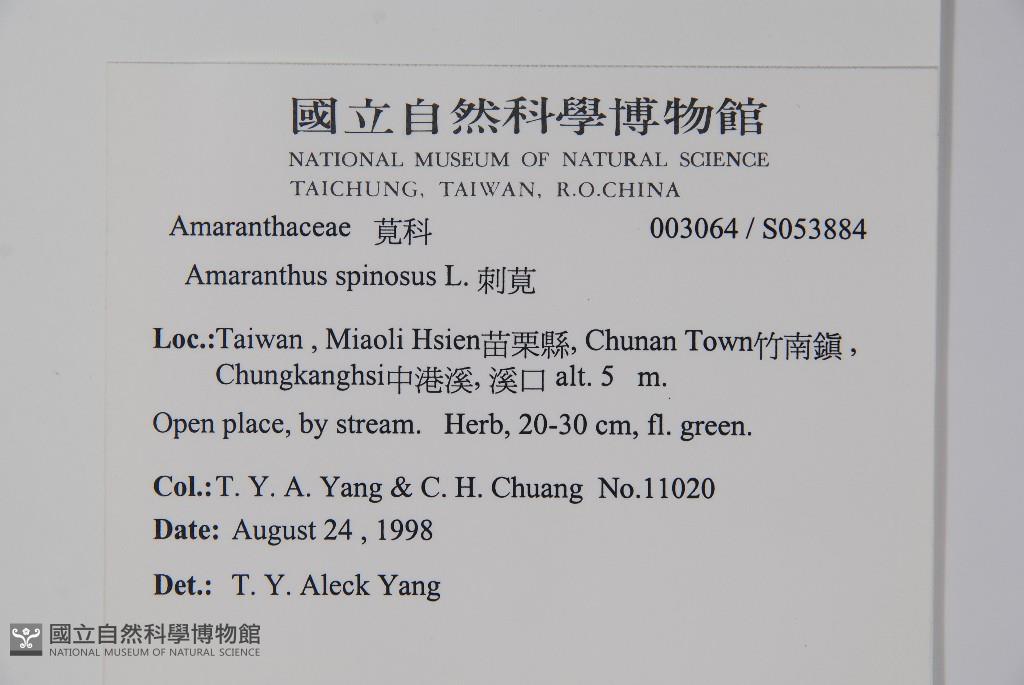 國立自然科學博物館
NATIONAL MUSEUM OF NATURAL SCIENCE
TAICHUNG, TAIWAN, R.O.CHINA
Amaranthaceae 莧科 003064 / S053884
Amaranthus spinosus L. 刺莧
Loc.:Taiwan , Miaoli Hsien苗栗縣, Chunan Town竹南鎭 ,
Chungkanghsi中港溪, 溪口 alt. 5 m.
Open place, by stream. Herb, 20-30 cm, fl. green.
Col.:T. Y. A. Yang & C. H. Chuang No.11020
Date: August 24 , 1998
Det.: T. Y. Aleck Yang
國立自然科學博物館
NATIONAL MUSEUM OF NATURAL SCIENCE